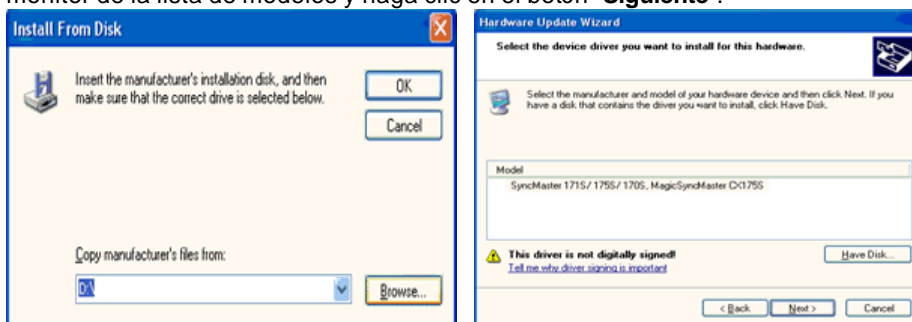 monitor de la lista de modelos y haga clic en el botón "Siguiente".
Install From Disk
Insert the manufacturer's installation disk, and then
make sure that the correct drive is selected below.
OK
Cancel
Copy manufacturer's files from:
D:\
Browse...
Hardware Update Wizard
Select the device driver you want to install for this hardware.
Select the manufacturer and model of your hardware device and then click Next. If you
have a disk that contains the driver you want to install, click Have Disk.
Model
SyncMaster 171S/ 175S/ 170S, MagicSyncMaster CX175S
This driver is not digitally signed!
Tell me why driver signing is important
Have Disk...
< Back
Next >
Cancel